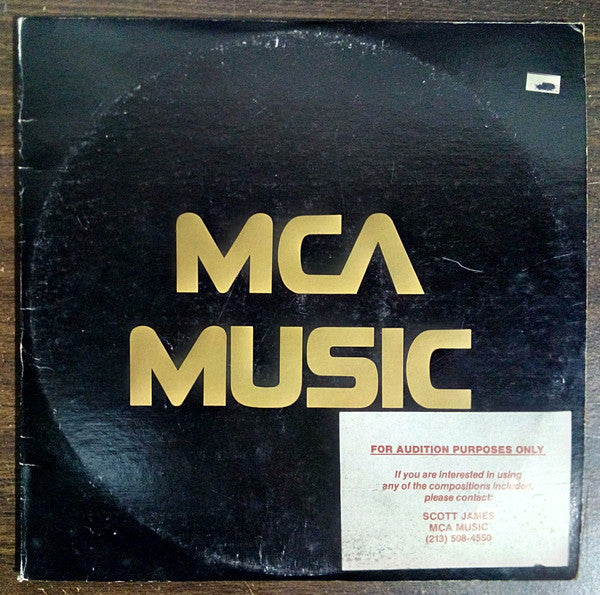 MCA
MUSIC
FOR AUDITION PURPOSES ONLY
If you are interested in using
any of the compositions included,
please contact:
SCOTT JAMES
MCA MUSIC
(213) 508-4550